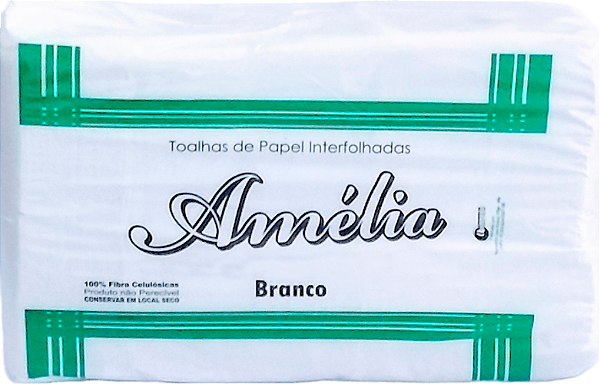 Toalhas de Papel Interfolhadas
Amélia
Branco
100% Fibra Celulósicas
Produto não Perecível
CONSERVAR EM LOCAL SECO